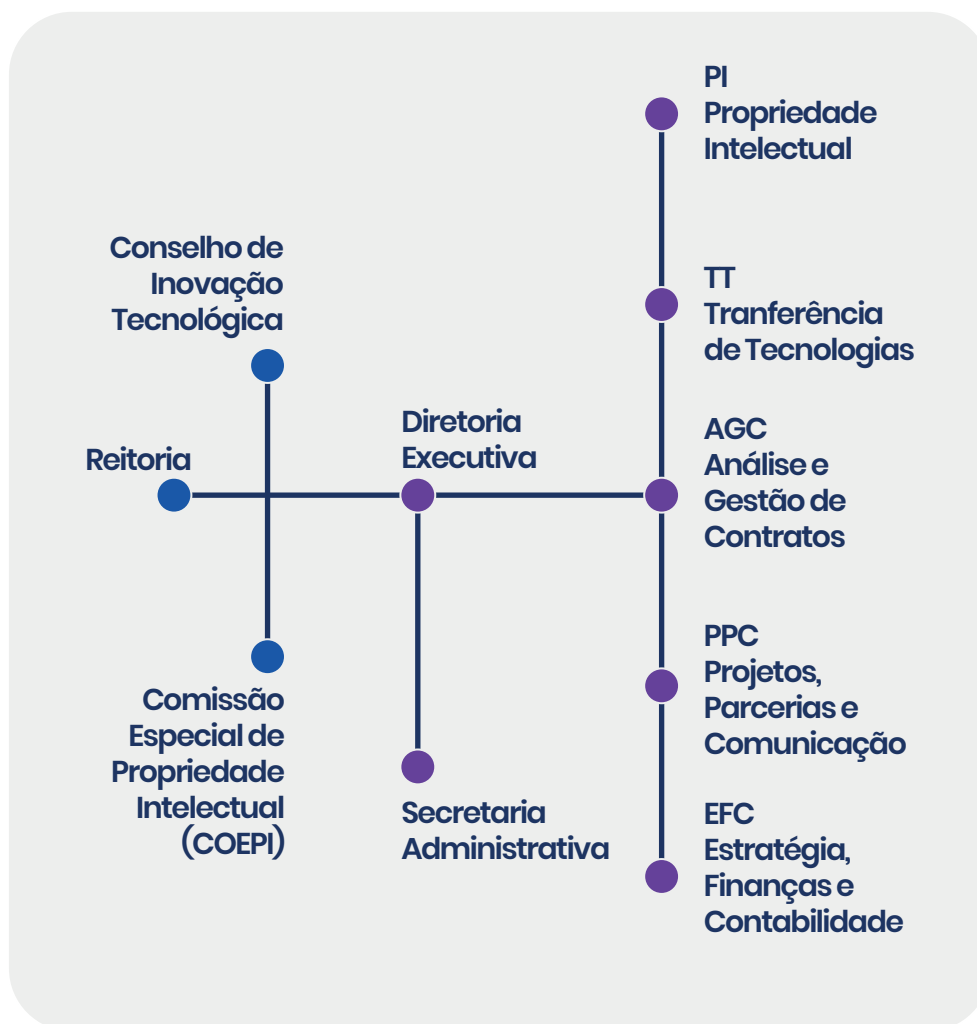 PI
Propriedade
Intelectual
Conselho de
Inovação
Tecnológica
TT
Tranferência
de Tecnologias
Reitoria
Diretoria
Executiva
AGC
Análise e
Gestão de
Contratos
Comissão
Especial de
Propriedade
Intelectual
(COEPI)
Secretaria
Administrativa
PPC
Projetos,
Parcerias e
Comunicação
EFC
Estratégia,
Finanças e
Contabilidade